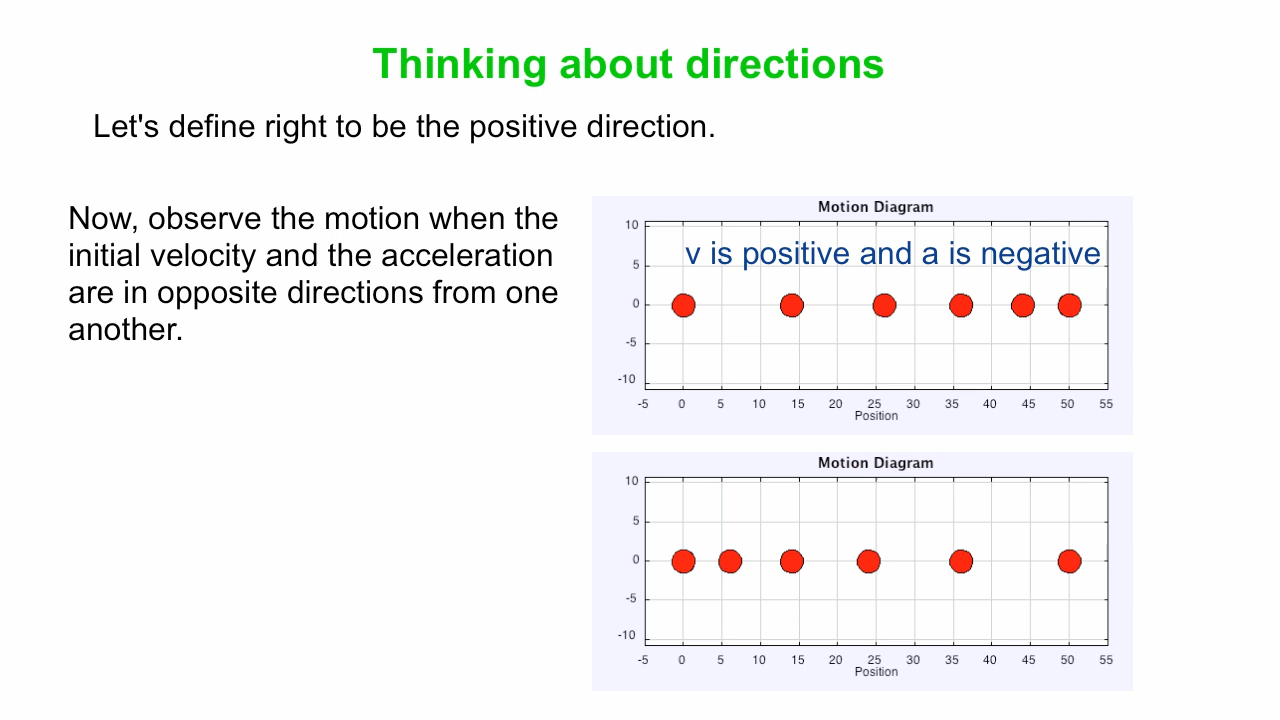 Thinking about directions
Let's define right to be the positive direction.
Now, observe the motion when the
initial velocity and the acceleration
are in opposite directions from one
another.
Motion Diagram
v is positive and a is negative
10
5
0
-5
-10
-5 0 5 10 15 20 25 30 35 40 45 50 55
Position
Motion Diagram
10
5
0
-5
-10
-5 0 5 10 15 20 25 30 35 40 45 50 55
Position